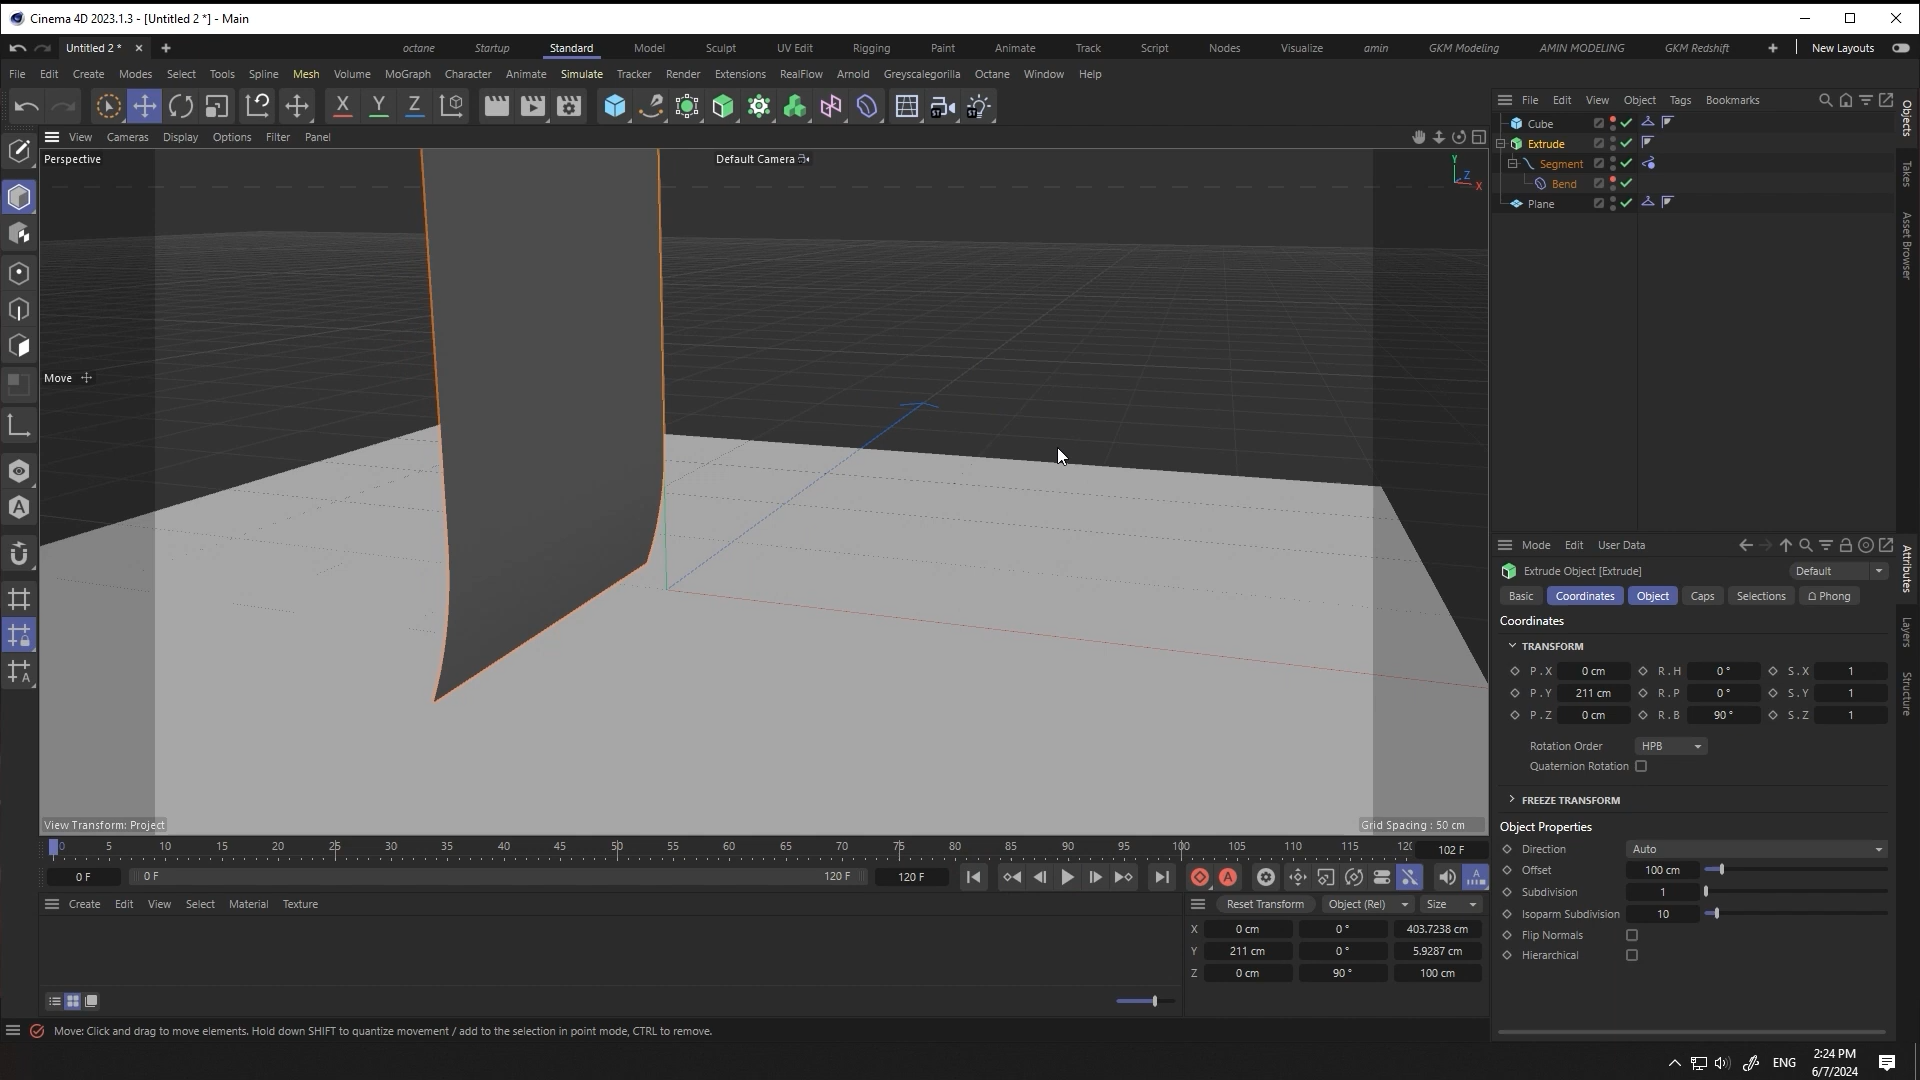 Cinema 4D 2023.1.3 - [Untitled 2 *] - Main
Untitled 2 *
octane
Startup
Standard
Model
Sculpt
UV Edit
Rigging
Paint
Animate
Track
Script
Nodes
Visualize
amin
GKM Modeling
AMIN MODELING
GKM Redshift
New Layouts
File Edit Create Modes Select Tools Spline Mesh Volume MoGraph Character Animate Simulate Tracker Render Extensions RealFlow Arnold Greyscalegorilla Octane Window Help
X Y Z
ST ST
View Cameras Display Options Filter Panel
Perspective
Default Camera
Y
Z
X
Move
View Transform: Project
Grid Spacing : 50 cm
File Edit View Object Tags Bookmarks
Cube
Extrude
Segment
Bend
Plane
Objects
Takes
Asset Browser
Attributes
Layers
Structure
Mode Edit User Data
Extrude Object [Extrude]
Default
Basic Coordinates Object Caps Selections Phong
Coordinates
TRANSFORM
P . X 0 cm R . H 0 ° S . X 1
P . Y 211 cm R . P 0 ° S . Y 1
P . Z 0 cm R . B 90 ° S . Z 1
Rotation Order HPB
Quaternion Rotation
FREEZE TRANSFORM
Object Properties
Direction Auto
Offset 100 cm
Subdivision 1
Isoparm Subdivision 10
Flip Normals
Hierarchical
0 5 10 15 20 25 30 35 40 45 50 55 60 65 70 75 80 85 90 95 100 105 110 115 120 102 F
0 F 0 F 120 F 120 F
A A
Create Edit View Select Material Texture
Reset Transform Object (Rel) Size
X 0 cm 0 ° 403.7238 cm
Y 211 cm 0 ° 5.9287 cm
Z 0 cm 90 ° 100 cm
Move: Click and drag to move elements. Hold down SHIFT to quantize movement / add to the selection in point mode, CTRL to remove.
ENG
2:24 PM
6/7/2024